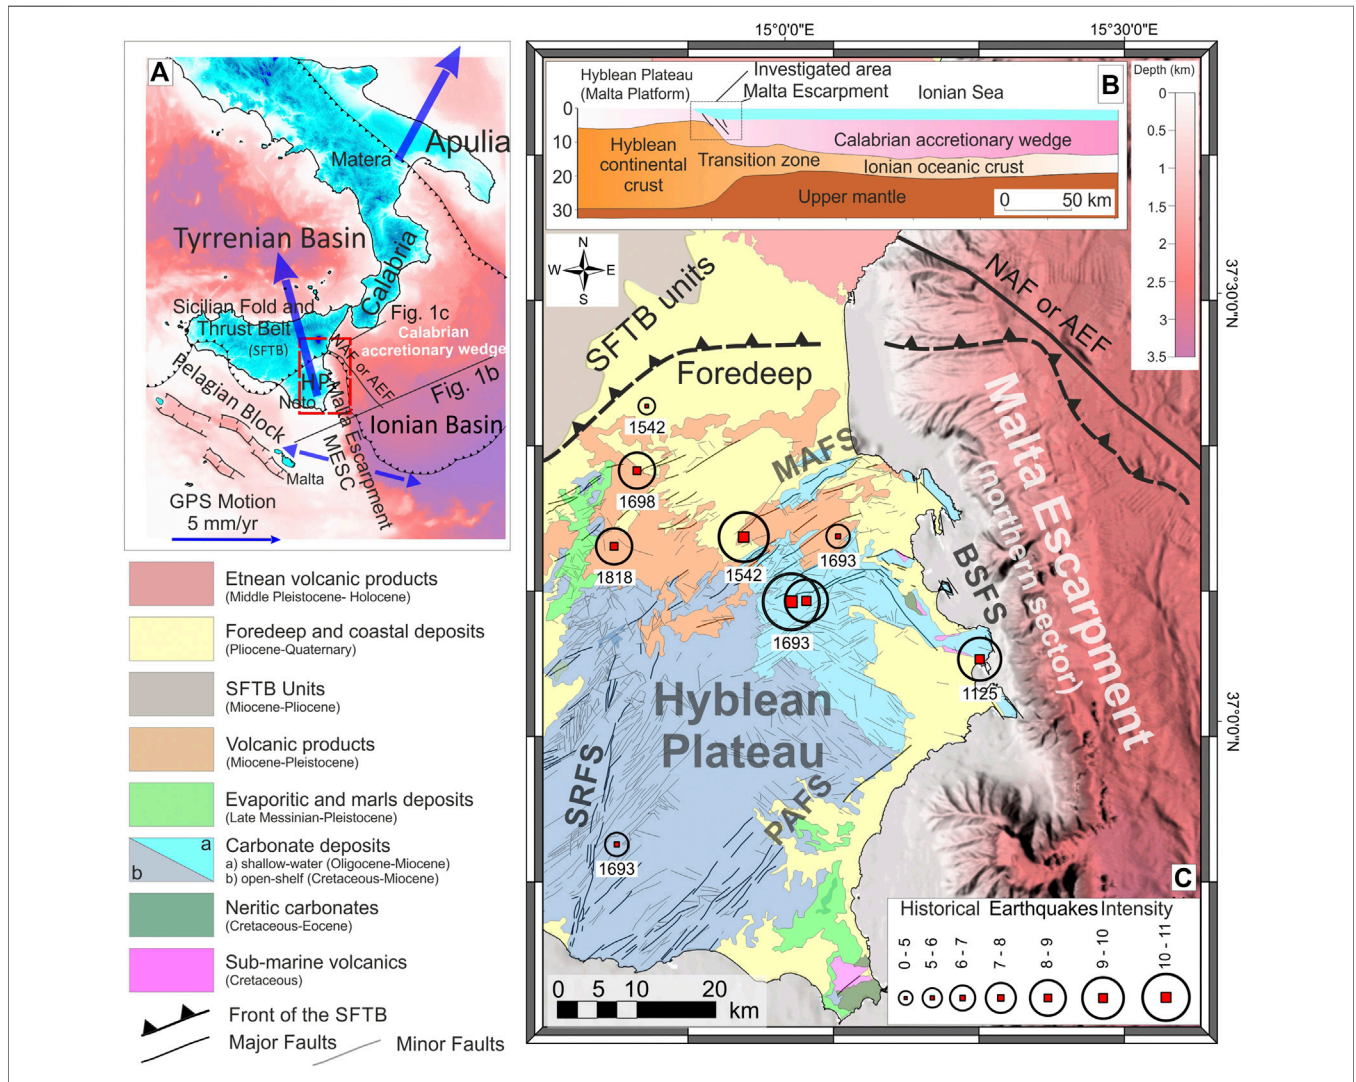 15°0'0"E
15°30'0"E
A
Apulia
Matera
Tyrrenian Basin
Calabria
Sicilian Fold and
Thrust Belt
(SFTB)
Fig. 1c
Calabrian
accretionary wedge
NAF or AEF
Pelagian Block
HP
Noto
Malta Escarpment
MESC
Fig. 1b
Ionian Basin
Malta
GPS Motion
5 mm/yr
B
Hyblean Plateau
(Malta Platform)
Investigated area
Malta Escarpment
Ionian Sea
0
10
20
30
Hyblean
continental
crust
Transition zone
Calabrian accretionary wedge
Ionian oceanic crust
Upper mantle
0
50 km
Depth (km)
0
0.5
1
1.5
2
2.5
3
3.5
N
W
E
S
SFTB units
Foredeep
NAF or AEF
37°30'0"N
1542
MAFS
1698
1818
1542
1693
1693
BSFS
1125
Malta Escarpment
(northern sector)
Hyblean
Plateau
SRFS
PAFS
1693
37°0'0"N
C
Historical Earthquakes Intensity
0 - 5
5 - 6
6 - 7
7 - 8
8 - 9
9 - 10
10 - 11
0 5 10 20
km
Etnean volcanic products
(Middle Pleistocene- Holocene)
Foredeep and coastal deposits
(Pliocene-Quaternary)
SFTB Units
(Miocene-Pliocene)
Volcanic products
(Miocene-Pleistocene)
Evaporitic and marls deposits
(Late Messinian-Pleistocene)
a
b
Carbonate deposits
a) shallow-water (Oligocene-Miocene)
b) open-shelf (Cretaceous-Miocene)
Neritic carbonates
(Cretaceous-Eocene)
Sub-marine volcanics
(Cretaceous)
Front of the SFTB
Major Faults
Minor Faults